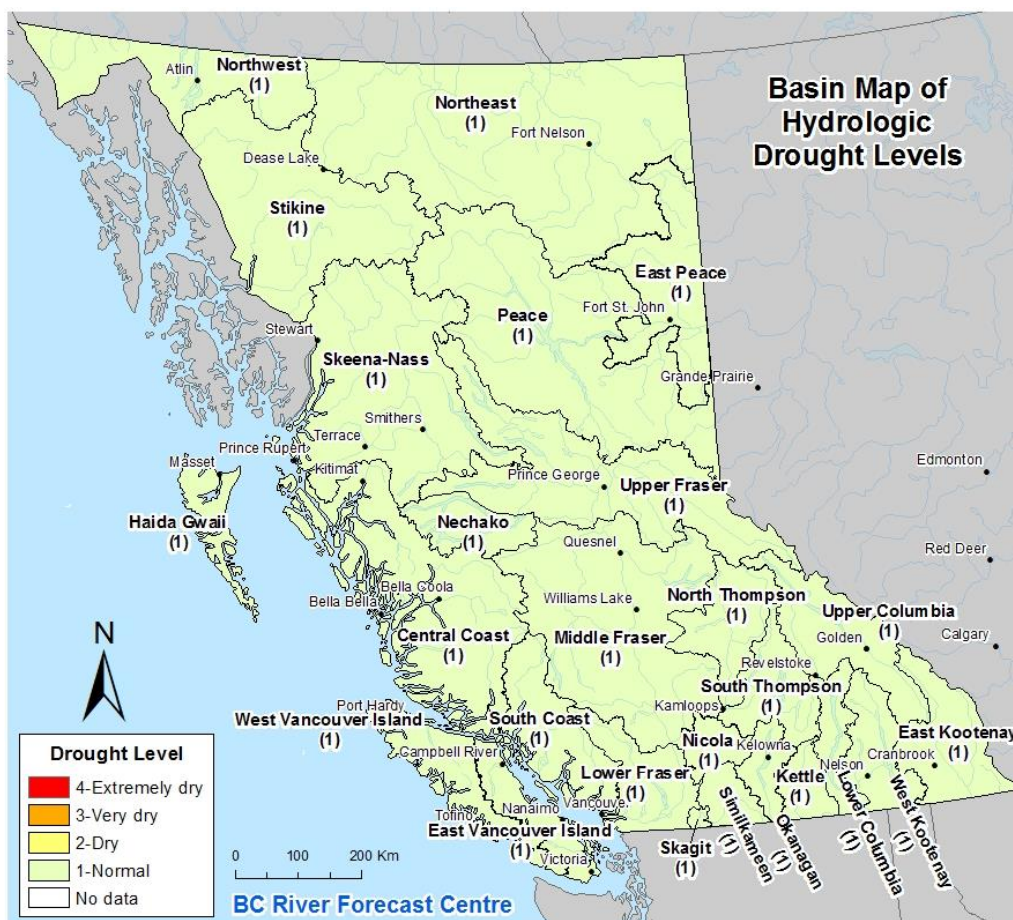 Basin Map of
Hydrologic
Drought Levels
Atlin
Northwest
(1)
Northeast
(1)
Fort Nelson
Dease Lake
Stikine
(1)
East Peace
(1)
Fort St. John
Peace
(1)
Stewart
Skeena-Nass
(1)
Grande Prairie
Smithers
Terrace
Prince Rupert
Kitimat
Masset
Prince George
Upper Fraser
(1)
Edmonton
Haida Gwaii
(1)
Nechako
(1)
Quesnel
Red Deer
Bella Coola
Bella Bella
Williams Lake
North Thompson
(1)
Upper Columbia
(1)
Central Coast
(1)
Middle Fraser
(1)
Golden
Calgary
N
Revelstoke
South Thompson
(1)
Port Hardy
West Vancouver Island
(1)
South Coast
(1)
Kamloops
Nicola
(1)
East Kootenay
(1)
Campbell River
Kelowna
Cranbrook
Lower Fraser
(1)
Kettle
(1)
Nelson
Tofino
Nanaimo
Vancouve
East Vancouver Island
(1)
Victoria
Skagit
(1)
Similkameen
(1)
Okanagan
(1)
Lower Columbia
(1)
West Kootenay
(1)
Drought Level
4-Extremely dry
3-Very dry
2-Dry
1-Normal
No data
0 100 200 Km
BC River Forecast Centre